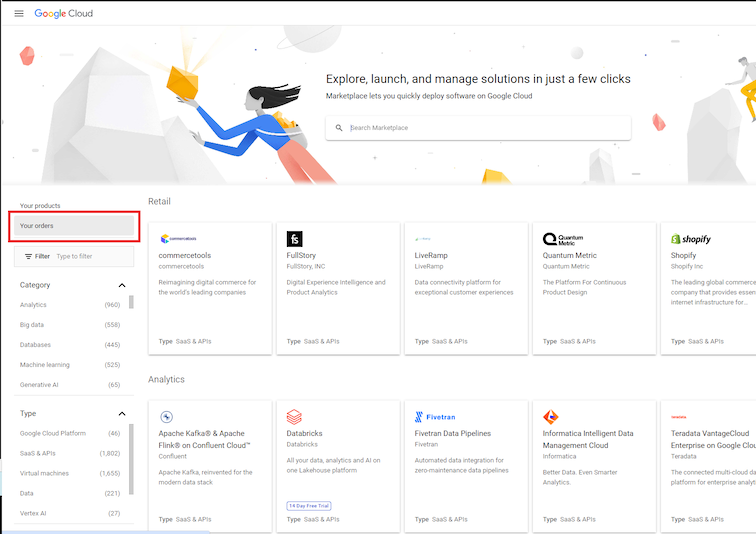 Google Cloud
Explore, launch, and manage solutions in just a few clicks
Marketplace lets you quickly deploy software on Google Cloud
Search Marketplace
Your products
Your orders
Filter Type to filter
Category
Analytics (960)
Big data (558)
Databases (445)
Machine learning (525)
Generative AI (65)
Type
Google Cloud Platform (46)
SaaS & APIs (1,802)
Virtual machines (1,655)
Data (221)
Vertex AI (27)
Retail
commercetools
commercetools
commercetools
Reimagining digital commerce for
the world's leading companies
Type SaaS & APIs
fs
FullStory
FullStory, INC
Digital Experience Intelligence and
Product Analytics
Type SaaS & APIs
LiveRamp
LiveRamp
Data connectivity platform for
exceptional customer experiences
Type SaaS & APIs
Quantum
Metric
Quantum Metric
Quantum Metric
The Platform For Continuous
Product Design
Type SaaS & APIs
shopify
Shopify
Shopify Inc
The leading global commerce
company that provides essen
internet infrastructure for...
Type SaaS & APIs
Analytics
Apache Kafka® & Apache
Flink® on Confluent Cloud™
Confluent
Apache Kafka, reinvented for the
modern data stack
Type SaaS & APIs
Databricks
Databricks
All your data, analytics and AI on
one Lakehouse platform
14 Day Free Trial
Type SaaS & APIs
Fivetran
Fivetran Data Pipelines
Fivetran
Automated data integration for
zero-maintenance data pipelines
Type SaaS & APIs
Informatica Intelligent Data
Management Cloud
Informatica
Better Data. Even Smarter
Analytics.
Type SaaS & APIs
teradata.
Teradata VantageCloud
Enterprise on Google Clou
Teradata
The connected multi-cloud da
platform for enterprise analyt
Type SaaS & APIs